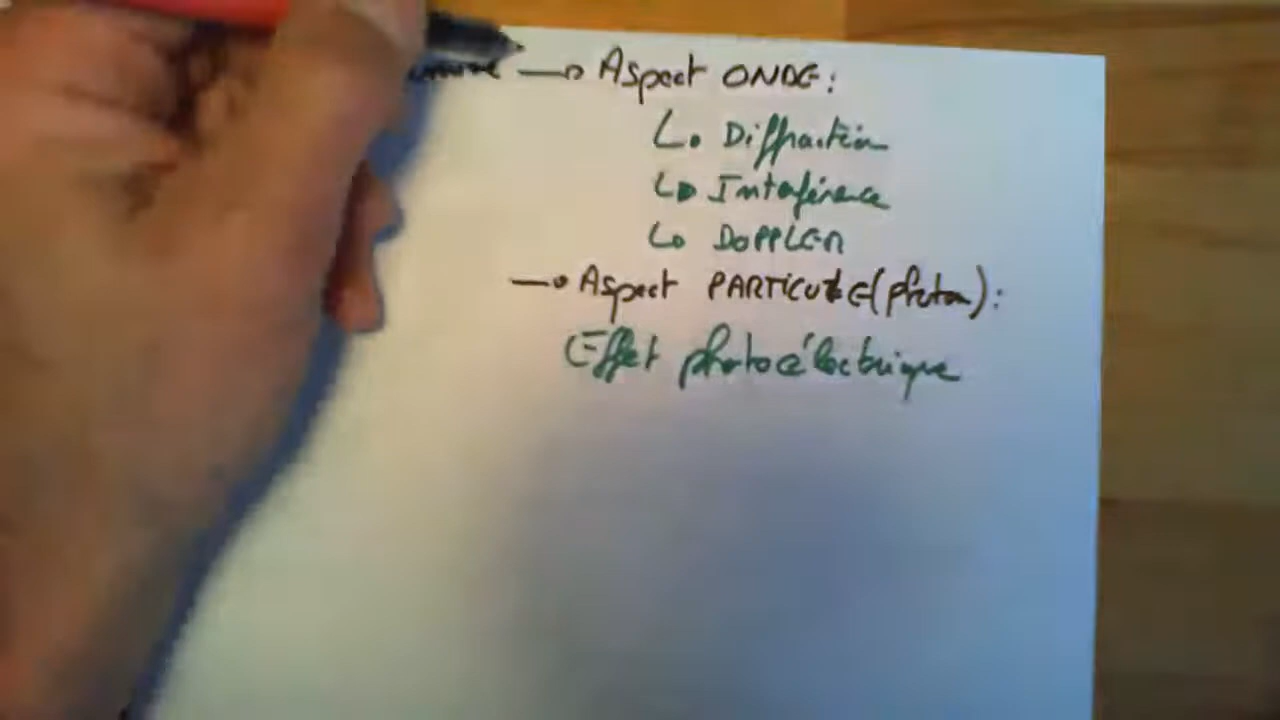 → Aspect ONDE:
↳ Diffraction
↳ Interférence
↳ DOPPLER
→ Aspect PARTICULE (photon):
Effet photoélectrique